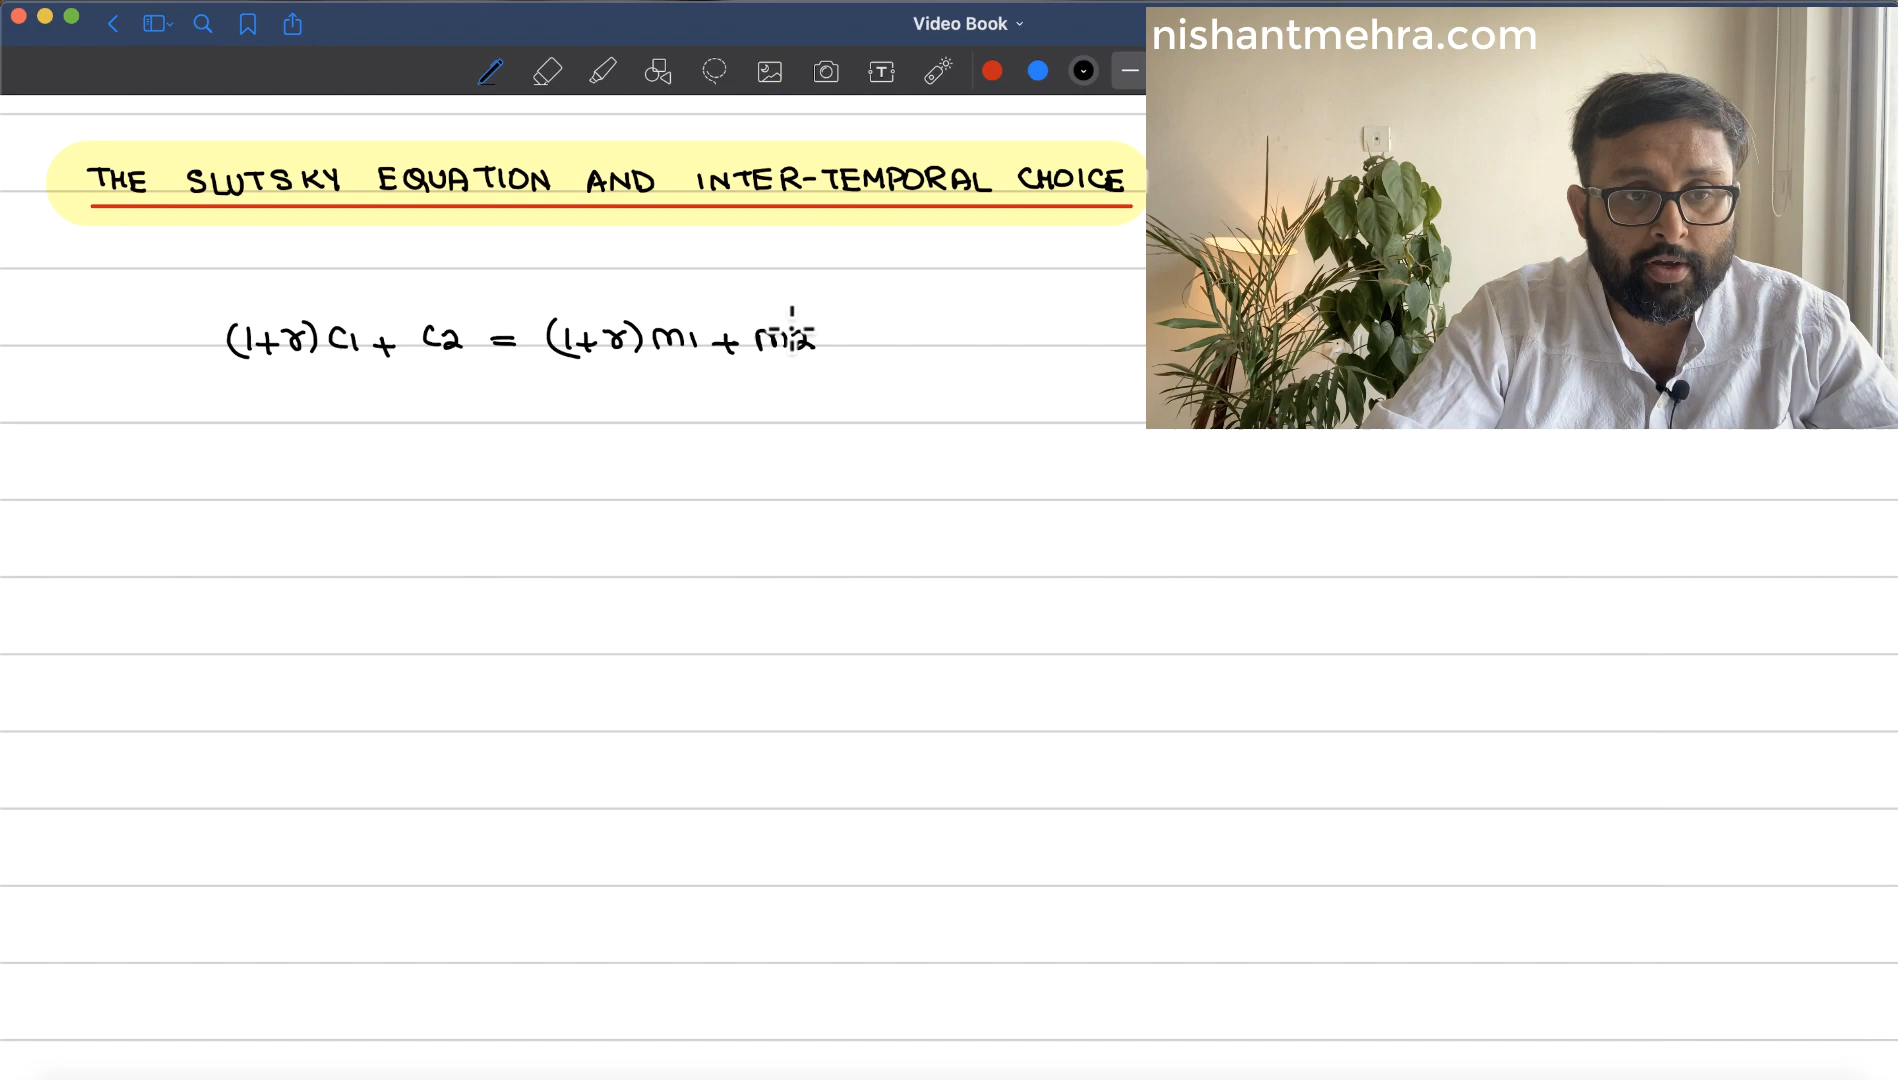 Video Book
nishantmehra.com
THE SLUTSKY EQUATION AND INTER-TEMPORAL CHOICE
(1+r) C1 + C2 = (1+r) m1 + m2